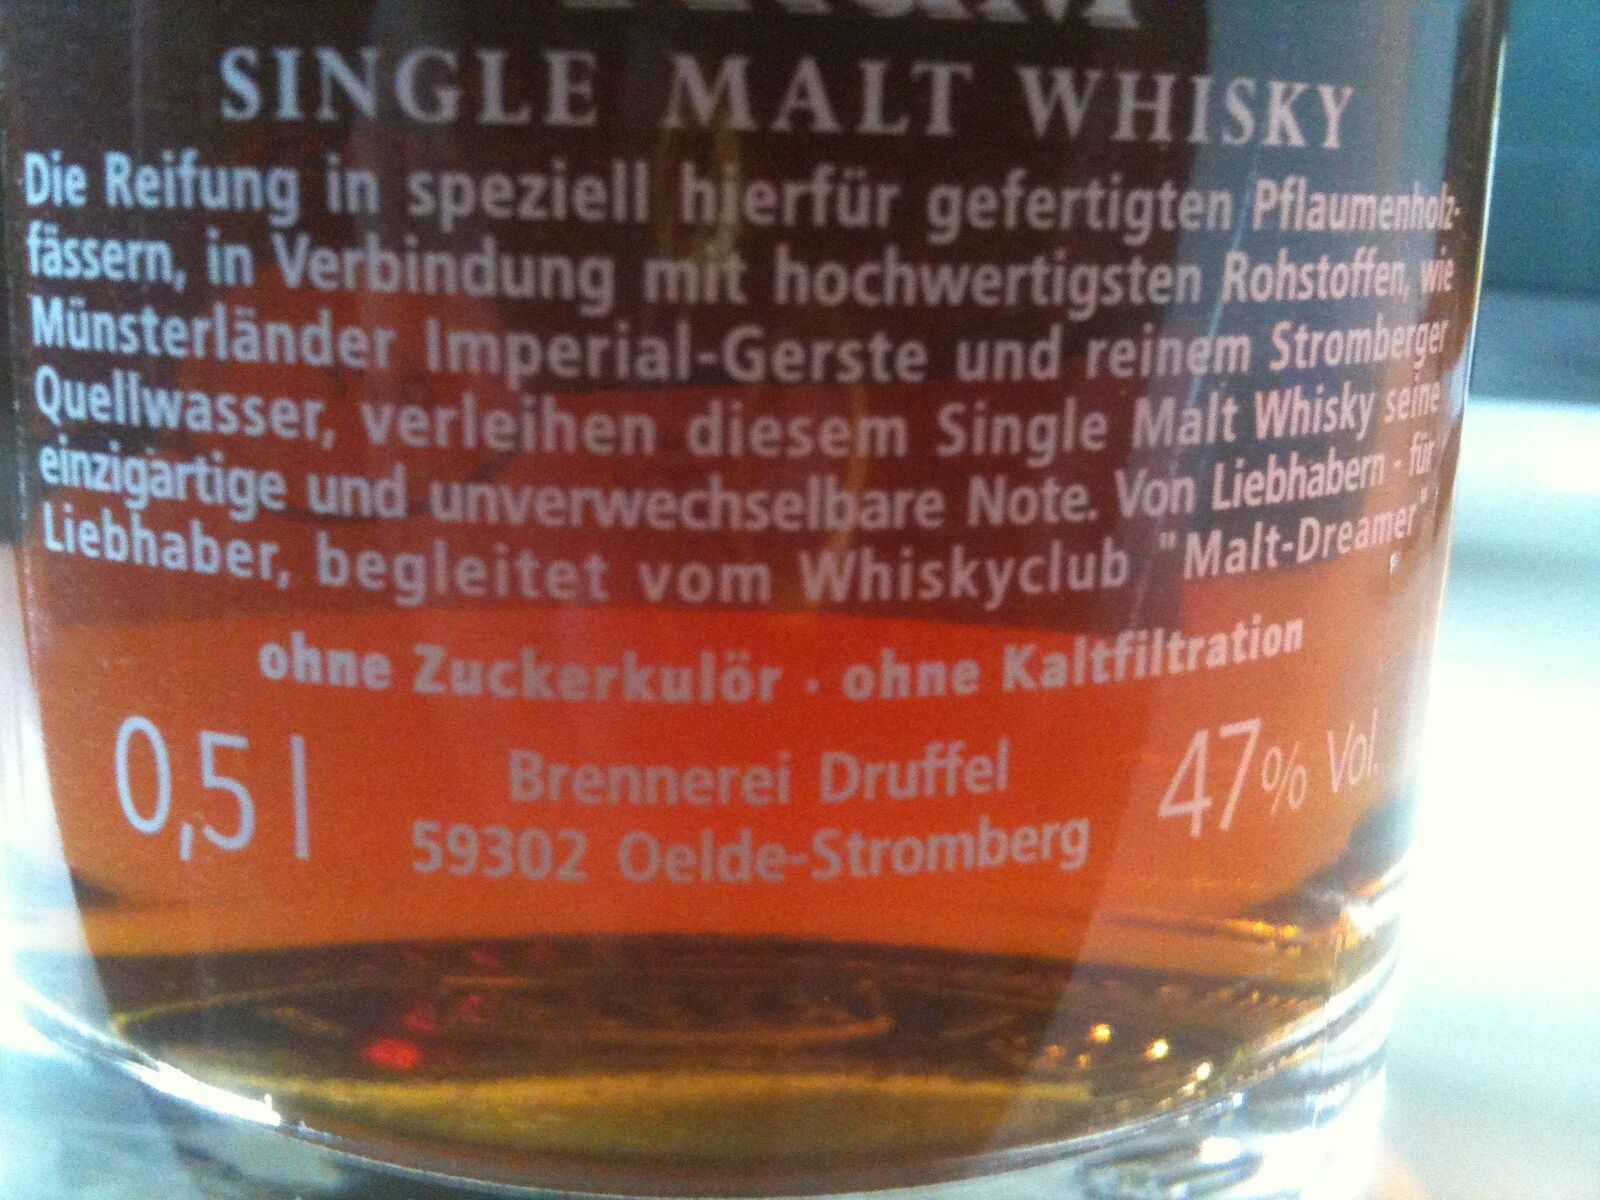 SINGLE MALT WHISKY
Die Reifung in speziell hierfür gefertigten Pflaumenholz-
fässern, in Verbindung mit hochwertigsten Rohstoffen, wie
Münsterländer Imperial-Gerste und reinem Stromberger
Quellwasser, verleihen diesem Single Malt Whisky seine
einzigartige und unverwechselbare Note. Von Liebhabern - für
Liebhaber, begleitet vom Whiskyclub "Malt-Dreamer"
ohne Zuckerkulör · ohne Kaltfiltration
0,5 l
Brennerei Druffel
59302 Oelde-Stromberg
47% Vol.